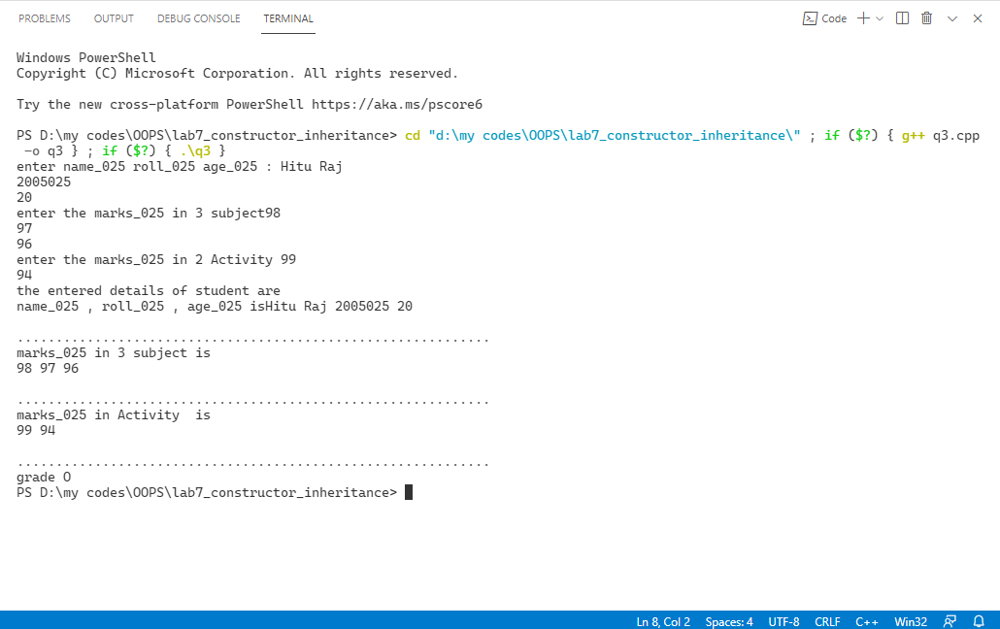 PROBLEMS OUTPUT DEBUG CONSOLE TERMINAL Code
Windows PowerShell
Copyright (C) Microsoft Corporation. All rights reserved.
Try the new cross-platform PowerShell https://aka.ms/pscore6
PS D:\my codes\OOPS\lab7_constructor_inheritance> cd "d:\my codes\OOPS\lab7_constructor_inheritance\" ; if ($?) { g++ q3.cpp
-o q3 } ; if ($?) { .\q3 }
enter name_025 roll_025 age_025 : Hitu Raj
2005025
20
enter the marks_025 in 3 subject98
97
96
enter the marks_025 in 2 Activity 99
94
the entered details of student are
name_025 , roll_025 , age_025 isHitu Raj 2005025 20
.............................................................
marks_025 in 3 subject is
98 97 96
.............................................................
marks_025 in Activity  is
99 94
.............................................................
grade O
PS D:\my codes\OOPS\lab7_constructor_inheritance>
Ln 8, Col 2 Spaces: 4 UTF-8 CRLF C++ Win32